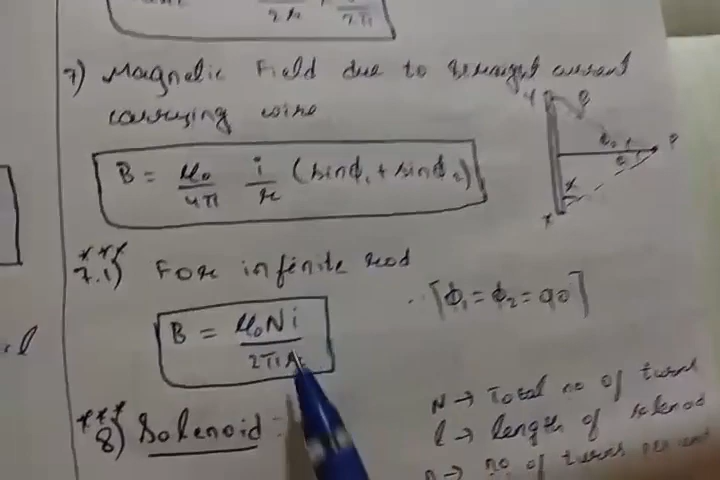 7) Magnetic Field due to straight current
carrying wire
B = μ₀/4π i/r (sinϕ₁ + sinϕ₂)
P
***
7.1) For infinite rod
[ϕ₁ = ϕ₂ = 90]
B = μ₀Ni/2πr
***
8) Solenoid
N → Total no of turns
l → length of solenoid
n → no of turns per unit